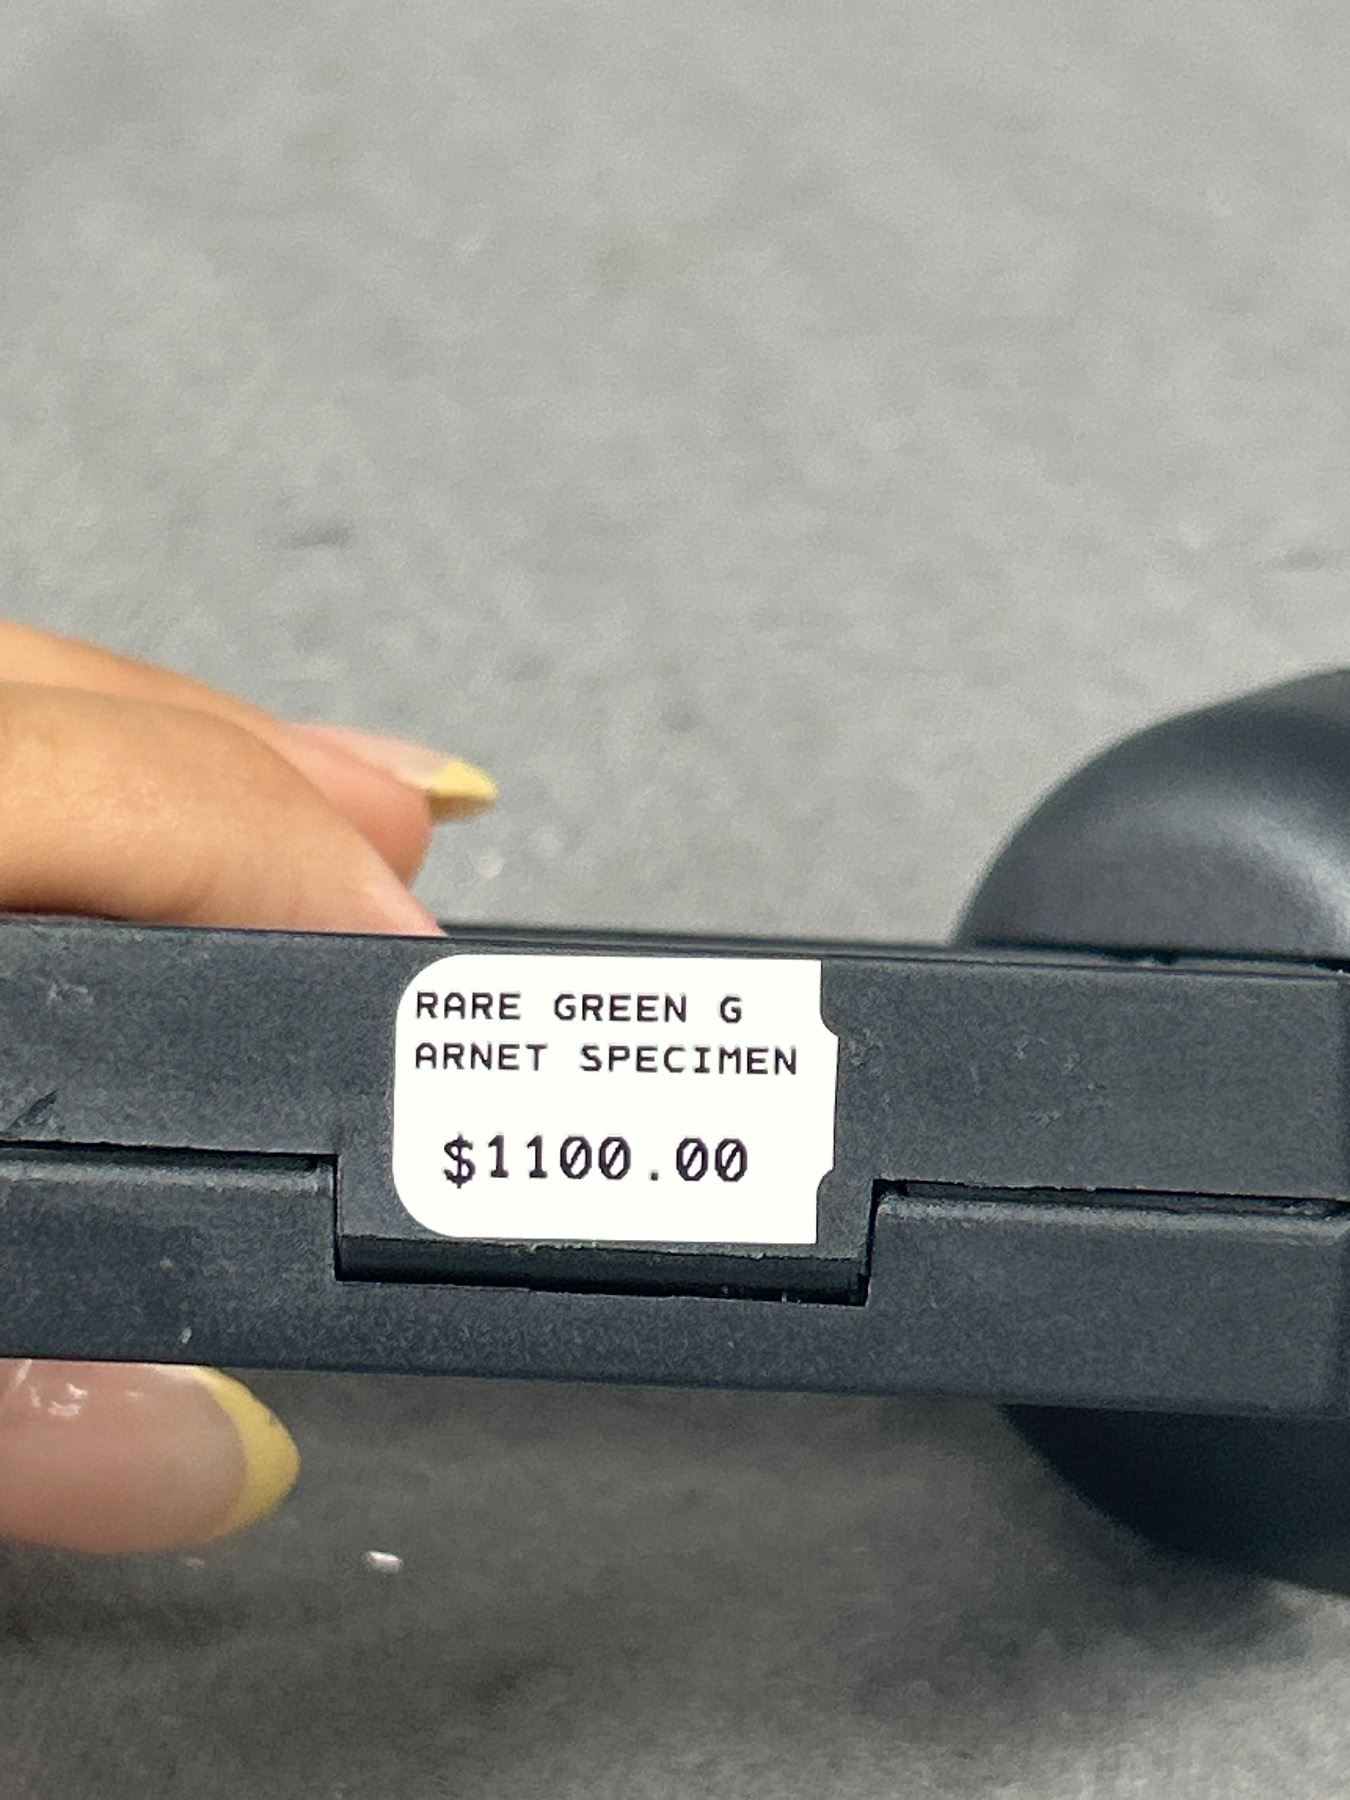 RARE GREEN G
ARNET SPECIMEN
$1100.00